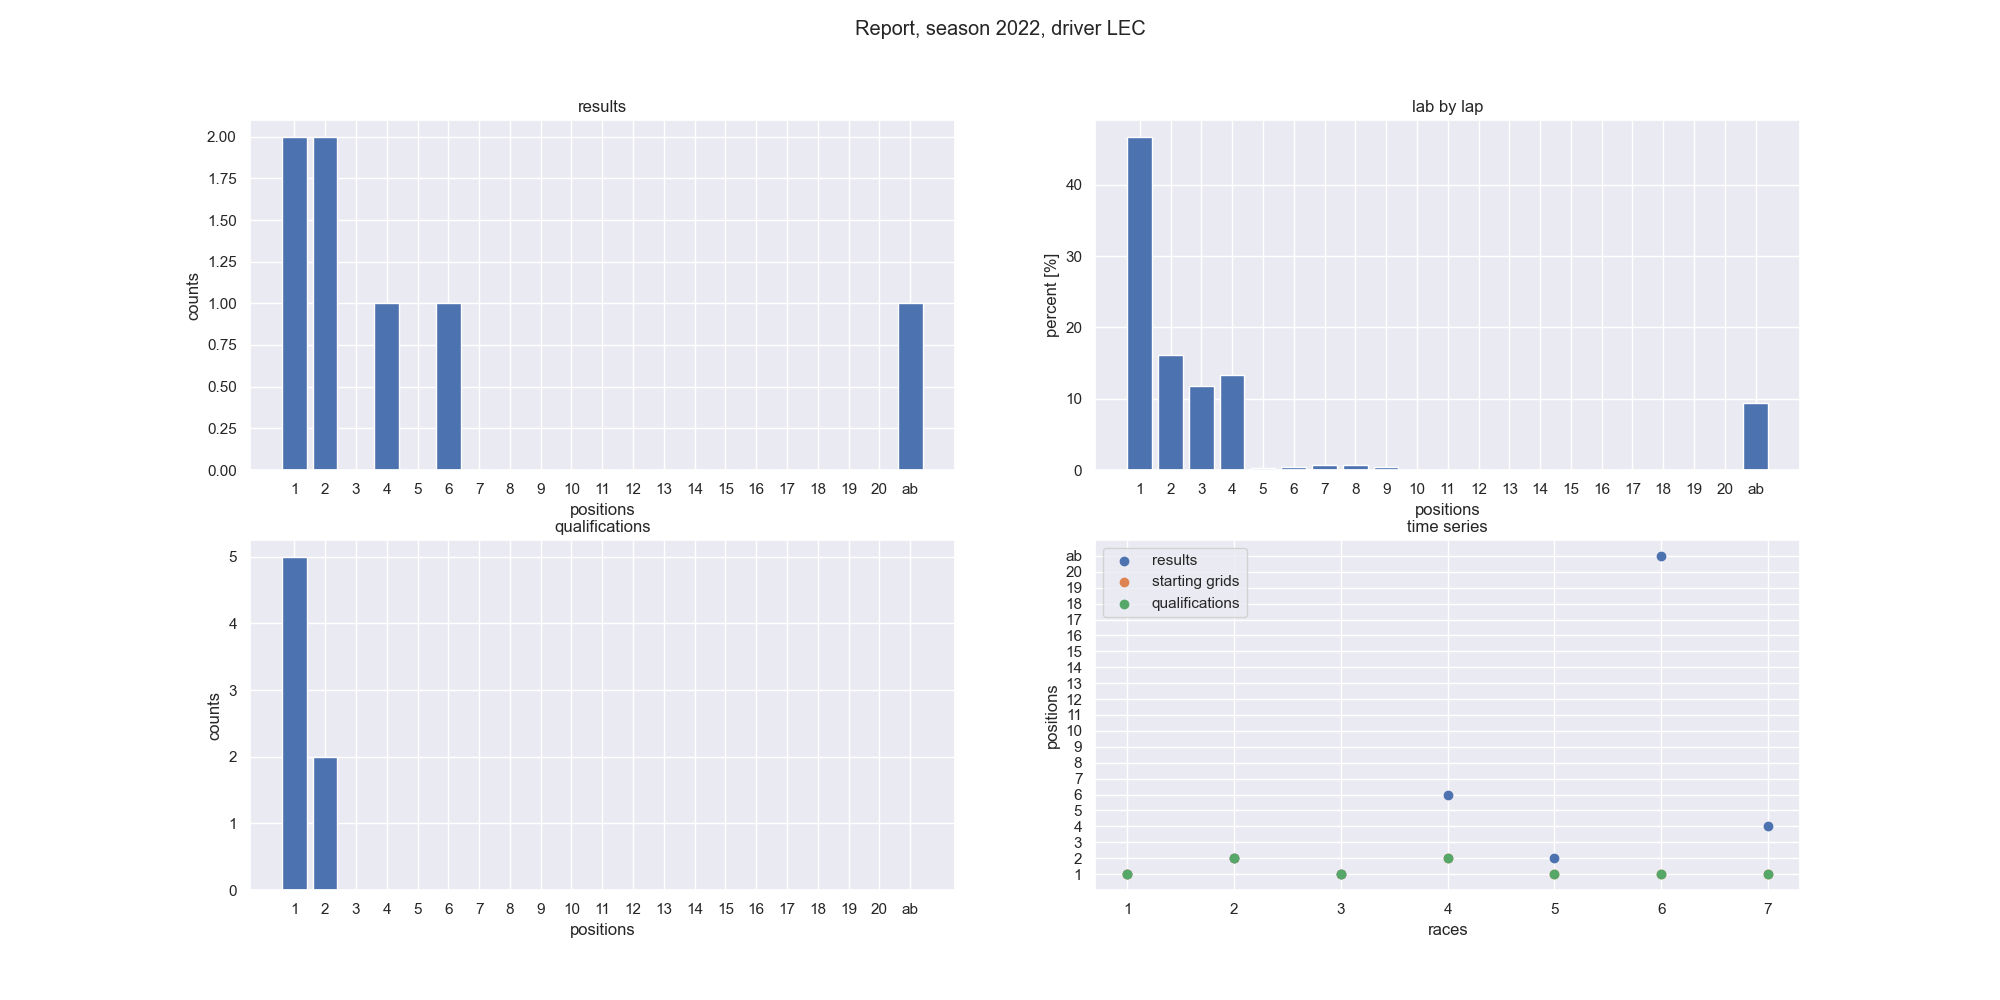 Report, season 2022, driver LEC
results
2.00
1.75
1.50
1.25
1.00
0.75
0.50
0.25
0.00
counts
1 2 3 4 5 6 7 8 9 10 11 12 13 14 15 16 17 18 19 20 ab
positions
lab by lap
40
30
20
10
0
percent [%]
1 2 3 4 5 6 7 8 9 10 11 12 13 14 15 16 17 18 19 20 ab
positions
qualifications
5
4
3
2
1
0
counts
1 2 3 4 5 6 7 8 9 10 11 12 13 14 15 16 17 18 19 20 ab
positions
time series
results
starting grids
qualifications
ab
20
19
18
17
16
15
14
13
12
11
10
9
8
7
6
5
4
3
2
1
positions
1 2 3 4 5 6 7
races